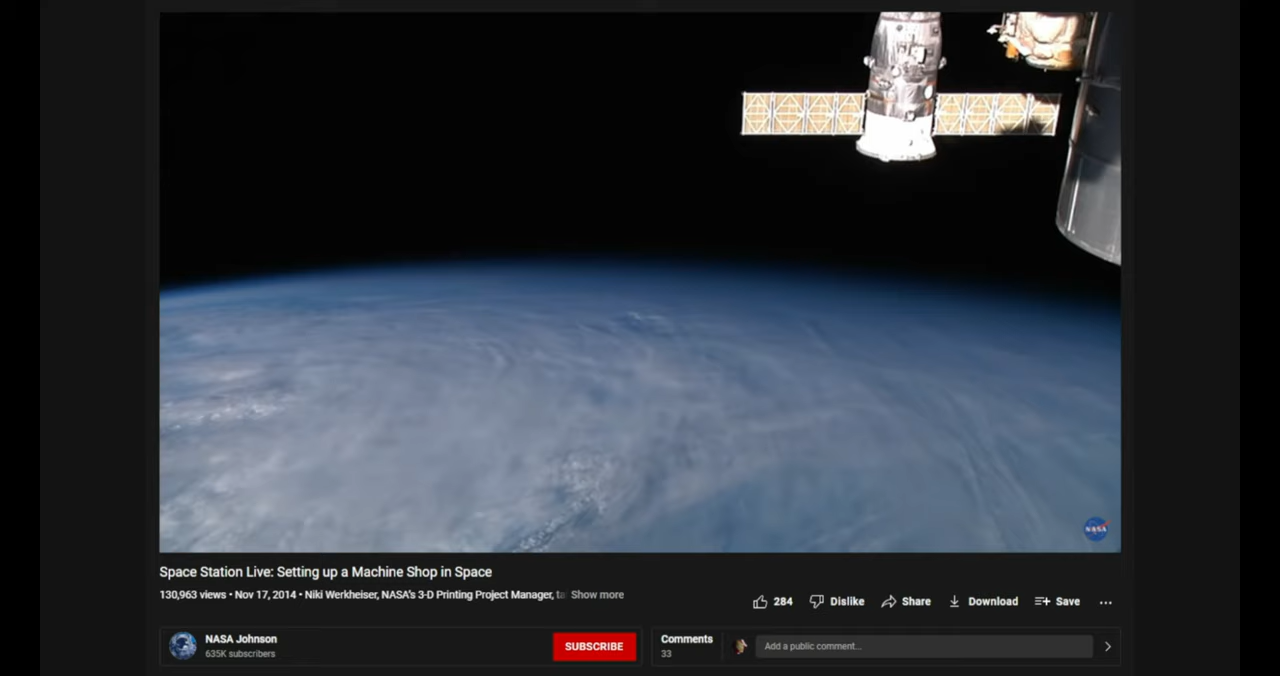 NASA
Space Station Live: Setting up a Machine Shop in Space
130,963 views • Nov 17, 2014 • Niki Werkheiser, NASA's 3-D Printing Project Manager, ta Show more
284 Dislike Share Download Save ...
NASA Johnson
635K subscribers
SUBSCRIBE
Comments
33
Add a public comment...